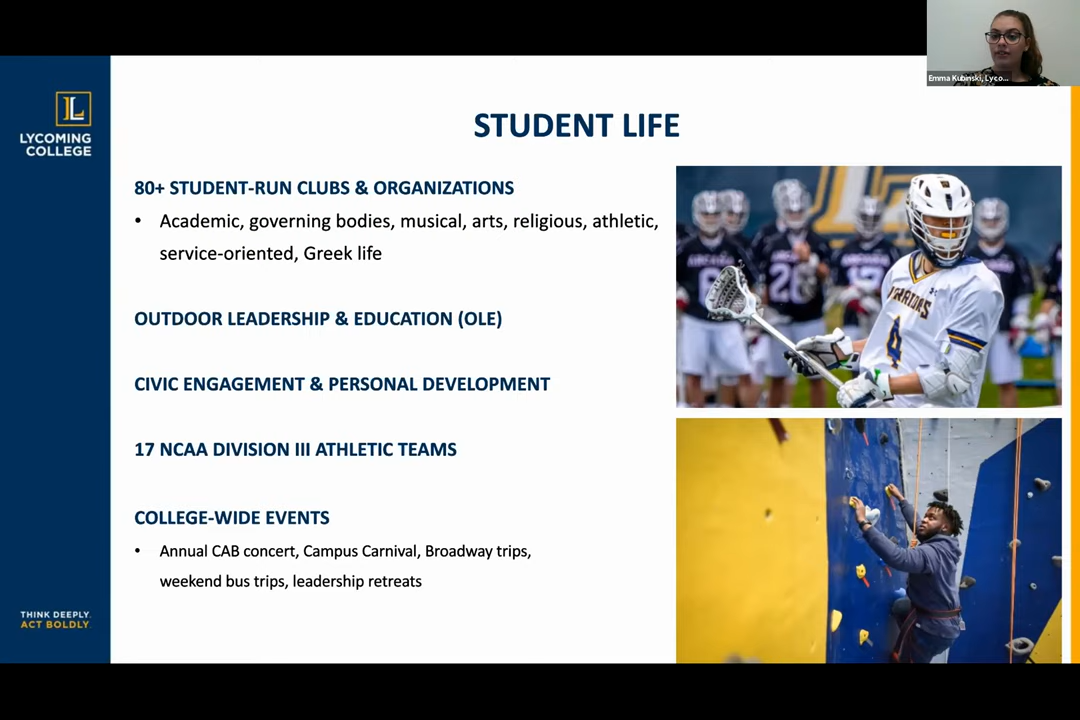 Emma Kubinski, Lyco...
LYCOMING
COLLEGE
STUDENT LIFE
80+ STUDENT-RUN CLUBS & ORGANIZATIONS
• Academic, governing bodies, musical, arts, religious, athletic,
service-oriented, Greek life
OUTDOOR LEADERSHIP & EDUCATION (OLE)
CIVIC ENGAGEMENT & PERSONAL DEVELOPMENT
17 NCAA DIVISION III ATHLETIC TEAMS
COLLEGE-WIDE EVENTS
• Annual CAB concert, Campus Carnival, Broadway trips,
weekend bus trips, leadership retreats
THINK DEEPLY.
ACT BOLDLY.
4